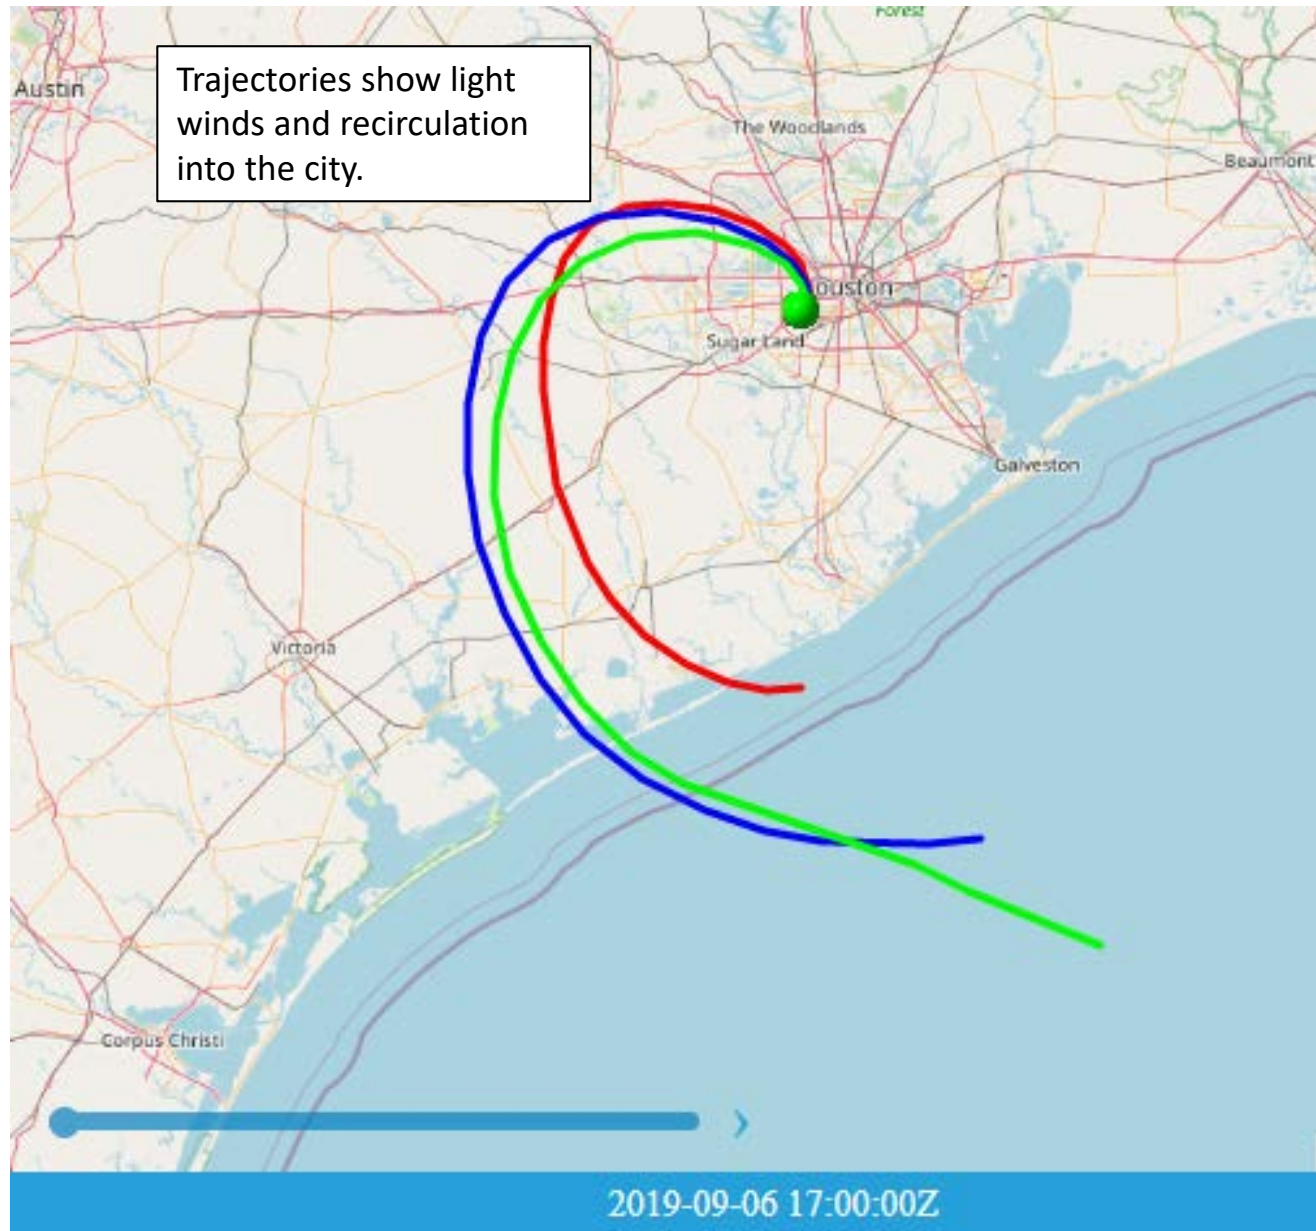 Forest
Austin
Trajectories show light
winds and recirculation
into the city.
The Woodlands
Beaumont
ouston
Sugar Land
Galveston
Victoria
Corpus Christi
2019-09-06 17:00:00Z